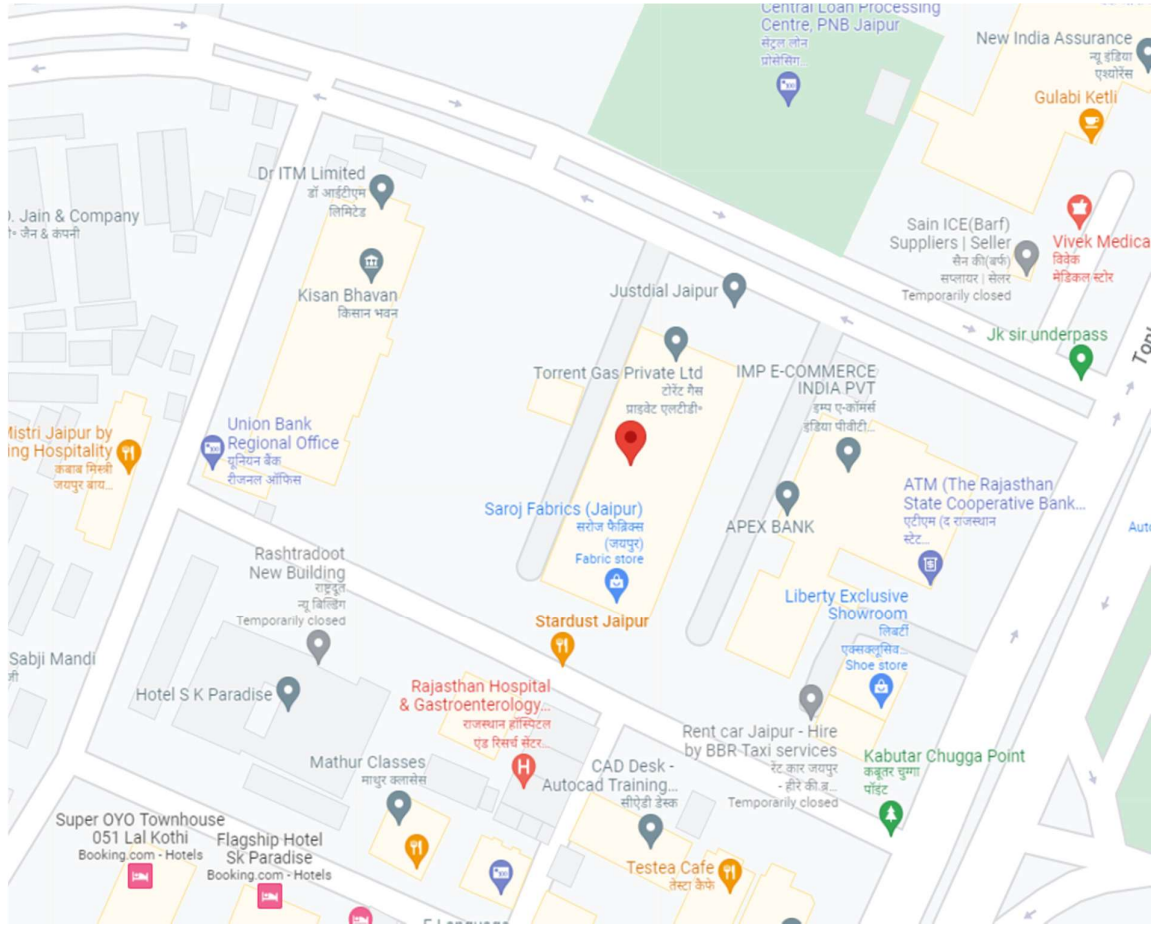 Central Loan Processing
Centre, PNB Jaipur
सेंट्रल लोन
प्रोसेसिंग...
New India Assurance
न्यू इंडिया
एश्योरेंस
Gulabi Ketli
Dr ITM Limited
डॉ आईटीएम
लिमिटेड
. Jain & Company
जैन & कंपनी
Kisan Bhavan
किसान भवन
Sain ICE(Barf)
Suppliers | Seller
सैन की(बर्फ)
सप्लायर | सेलर
Temporarily closed
Vivek Medica
विवेक
मेडिकल स्टोर
Justdial Jaipur
Jk sir underpass
Torrent Gas Private Ltd
टोरेंट गैस
प्राइवेट एलटीडी॰
IMP E-COMMERCE
INDIA PVT
इम्प ए-कॉमर्स
इंडिया पीवीटी...
Mistri Jaipur by
ing Hospitality
कबाब मिस्त्री
जयपुर बाय...
Union Bank
Regional Office
यूनियन बैंक
रीजनल ऑफिस
Saroj Fabrics (Jaipur)
सरोज फैब्रिक्स
(जयपुर)
Fabric store
APEX BANK
ATM (The Rajasthan
State Cooperative Bank...
एटीएम (द राजस्थान
स्टेट...
Rashtradoot
New Building
राष्ट्रदूत
न्यू बिल्डिंग
Temporarily closed
Stardust Jaipur
Liberty Exclusive
Showroom
लिबर्टी
एक्सक्लूसिव...
Shoe store
Sabji Mandi
Hotel S K Paradise
Rajasthan Hospital
& Gastroenterology...
राजस्थान हॉस्पिटल
एंड रिसर्च सेंटर...
Rent car Jaipur - Hire
by BBR Taxi services
रेंट कार जयपुर
- हीरे की ब...
Temporarily closed
Mathur Classes
माथुर क्लासेस
CAD Desk -
Autocad Training...
सीऐडी डेस्क
Kabutar Chugga Point
कबूतर चुग्गा
पॉइंट
Super OYO Townhouse
051 Lal Kothi
Booking.com - Hotels
Flagship Hotel
Sk Paradise
Booking.com - Hotels
Testea Cafe
तेस्टा कैफे